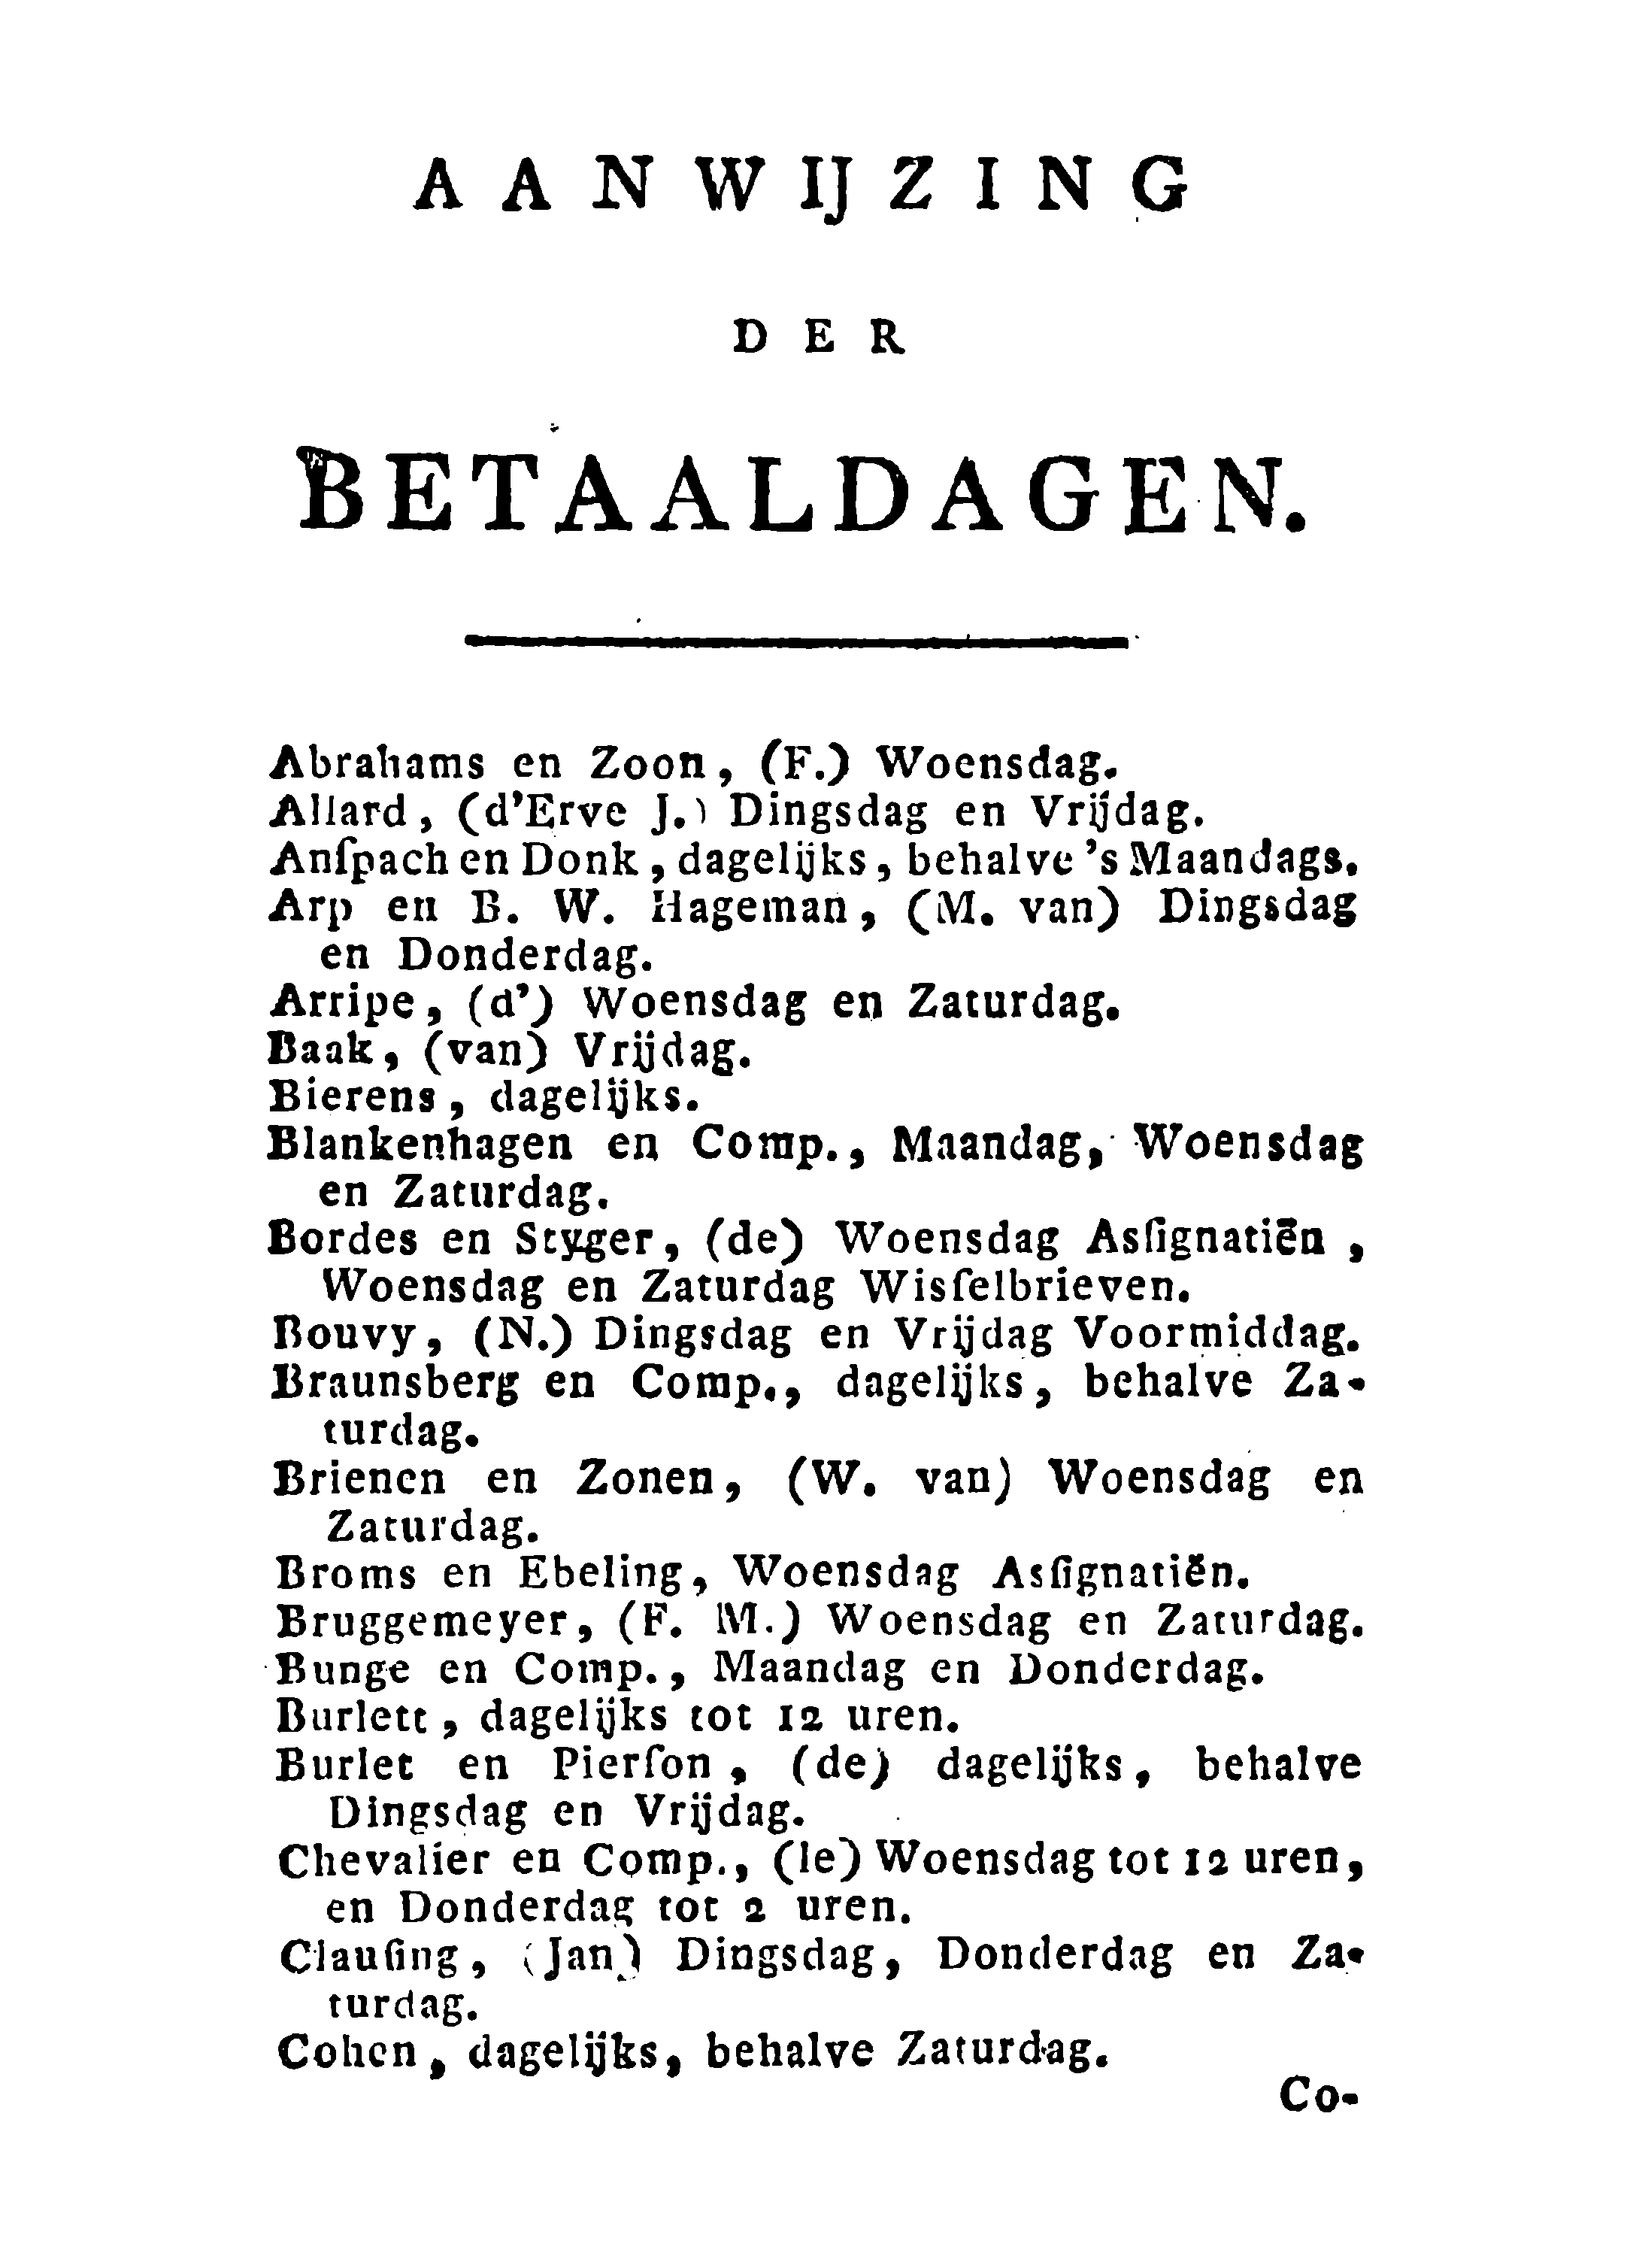 AANWIJZING
DER
BETAALDAGEN.
Abrahams en Zoon, (F.) Woensdag.
Allard, (d'Erve J.) Dingsdag en Vrijdag.
Anſpach en Donk, dagelijks, behalve 's Maandags.
Arp en B. W. Hageman, (M. van) Dingsdag
en Donderdag.
Arripe, (d') Woensdag en Zaturdag.
Baak, (van) Vrijdag.
Bierens, dagelijks.
Blankenhagen en Comp., Maandag, Woensdag
en Zaturdag.
Bordes en Styger, (de) Woensdag Asſignatiën,
Woensdag en Zaturdag Wisſelbrieven.
Bouvy, (N.) Dingsdag en Vrijdag Voormiddag.
Braunsberg en Comp., dagelijks, behalve Za-
turdag.
Brienen en Zonen, (W. van) Woensdag en
Zaturdag.
Broms en Ebeling, Woensdag Asſignatiën.
Bruggemeyer, (F. M.) Woensdag en Zaturdag.
Bunge en Comp., Maandag en Donderdag.
Burlett, dagelijks tot 12 uren.
Burlet en Pierſon, (de) dagelijks, behalve
Dingsdag en Vrijdag.
Chevalier en Comp., (le) Woensdag tot 12 uren,
en Donderdag tot 2 uren.
Clauſing, (Jan) Dingsdag, Donderdag en Za-
turdag.
Cohen, dagelijks, behalve Zaturdag.
Co-